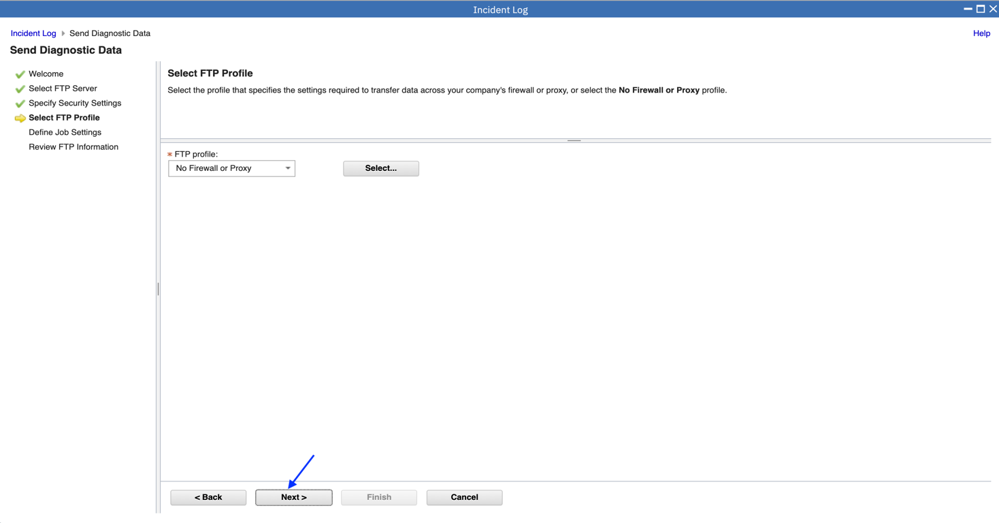 Incident Log
Incident Log Send Diagnostic Data
Help
Send Diagnostic Data
Welcome
Select FTP Server
Specify Security Settings
Select FTP Profile
Define Job Settings
Review FTP Information
Select FTP Profile
Select the profile that specifies the settings required to transfer data across your company's firewall or proxy, or select the No Firewall or Proxy profile.
* FTP profile:
No Firewall or Proxy
Select...
< Back
Next >
Finish
Cancel